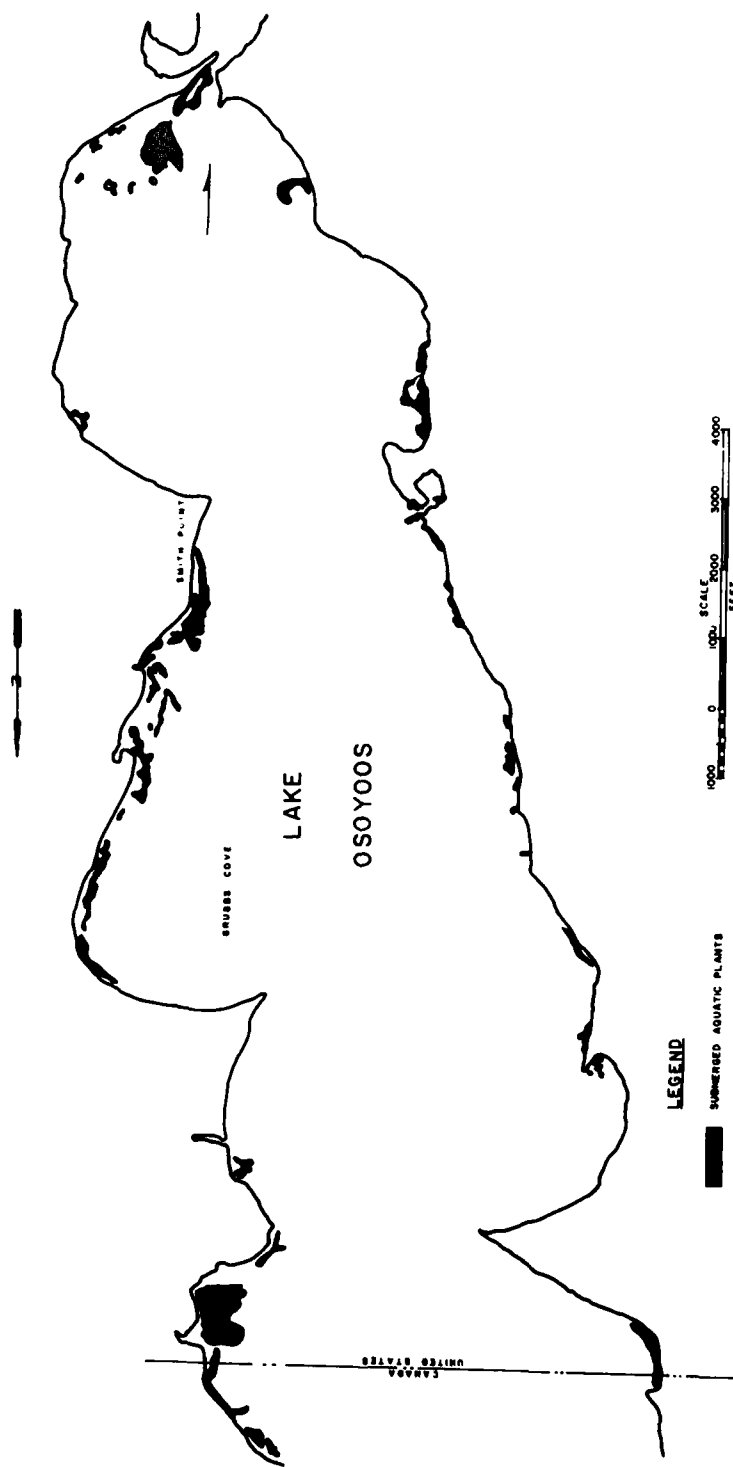 N
SMITH POINT
GRUBBS COVE
LAKE
OSOYOOS
CANADA
UNITED STATES
SCALE
1000 0 1000 2000 3000 4000
FEET
LEGEND
SUBMERGED AQUATIC PLANTS